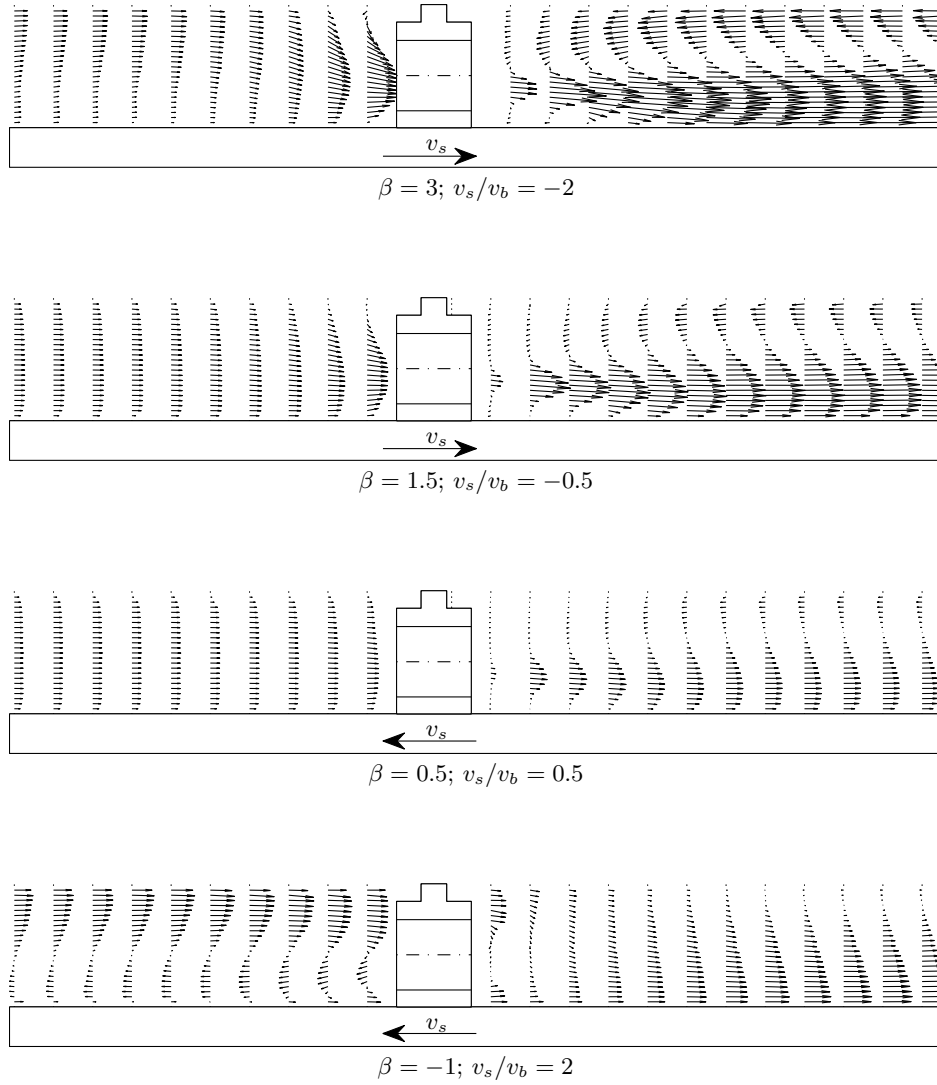 v_s
β = 3; v_s/v_b = −2
v_s
β = 1.5; v_s/v_b = −0.5
v_s
β = 0.5; v_s/v_b = 0.5
v_s
β = −1; v_s/v_b = 2